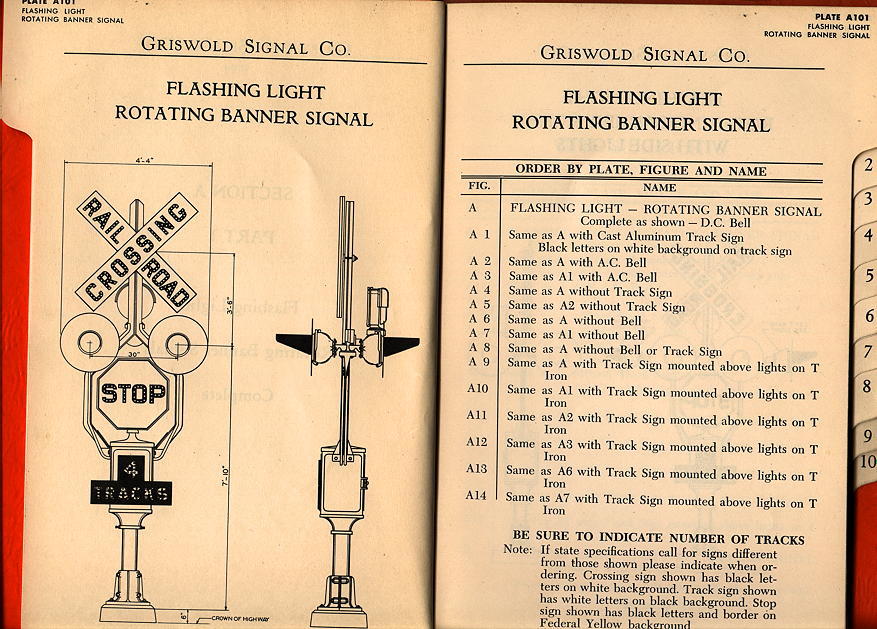 PLATE A101
FLASHING LIGHT
ROTATING BANNER SIGNAL
GRISWOLD SIGNAL CO.
FLASHING LIGHT
ROTATING BANNER SIGNAL
4'-4"
RAIL
CROSSING
ROAD
3'-6"
30"
STOP
4
TRACKS
7'-10"
6"
CROWN OF HIGHWAY
PLATE A101
FLASHING LIGHT
ROTATING BANNER SIGNAL
GRISWOLD SIGNAL CO.
FLASHING LIGHT
ROTATING BANNER SIGNAL
ORDER BY PLATE, FIGURE AND NAME
FIG. NAME
A FLASHING LIGHT — ROTATING BANNER SIGNAL
Complete as shown — D.C. Bell
A 1 Same as A with Cast Aluminum Track Sign
Black letters on white background on track sign
A 2 Same as A with A.C. Bell
A 3 Same as A1 with A.C. Bell
A 4 Same as A without Track Sign
A 5 Same as A2 without Track Sign
A 6 Same as A without Bell
A 7 Same as A1 without Bell
A 8 Same as A without Bell or Track Sign
A 9 Same as A with Track Sign mounted above lights on T
Iron
A10 Same as A1 with Track Sign mounted above lights on T
Iron
A11 Same as A2 with Track Sign mounted above lights on T
Iron
A12 Same as A3 with Track Sign mounted above lights on T
Iron
A13 Same as A6 with Track Sign mounted above lights on T
Iron
A14 Same as A7 with Track Sign mounted above lights on T
Iron
BE SURE TO INDICATE NUMBER OF TRACKS
Note: If state specifications call for signs different
from those shown please indicate when or-
dering. Crossing sign shown has black let-
ters on white background. Track sign shown
has white letters on black background. Stop
sign shown has black letters and border on
Federal Yellow background
2
3
4
5
6
7
8
9
10